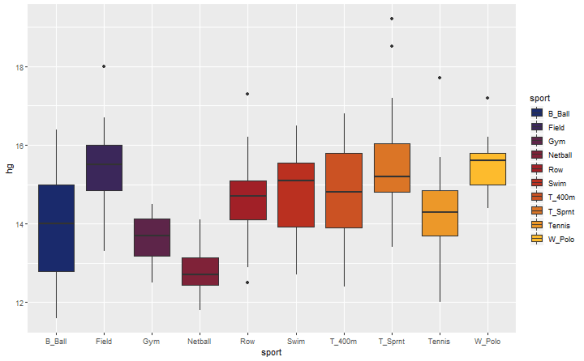 18
16
14
12
hg
B_Ball Field Gym Netball Row Swim T_400m T_Sprnt Tennis W_Polo
sport
sport
B_Ball
Field
Gym
Netball
Row
Swim
T_400m
T_Sprnt
Tennis
W_Polo